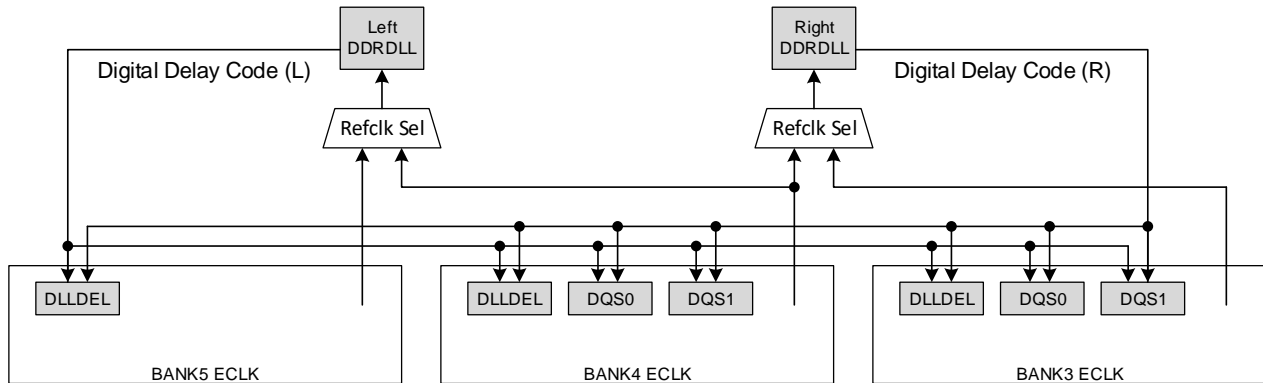 Left
DDRDLL
Right
DDRDLL
Digital Delay Code (L)
Digital Delay Code (R)
Refclk Sel
Refclk Sel
DLLDEL
DLLDEL
DQS0
DQS1
DLLDEL
DQS0
DQS1
BANK5 ECLK
BANK4 ECLK
BANK3 ECLK